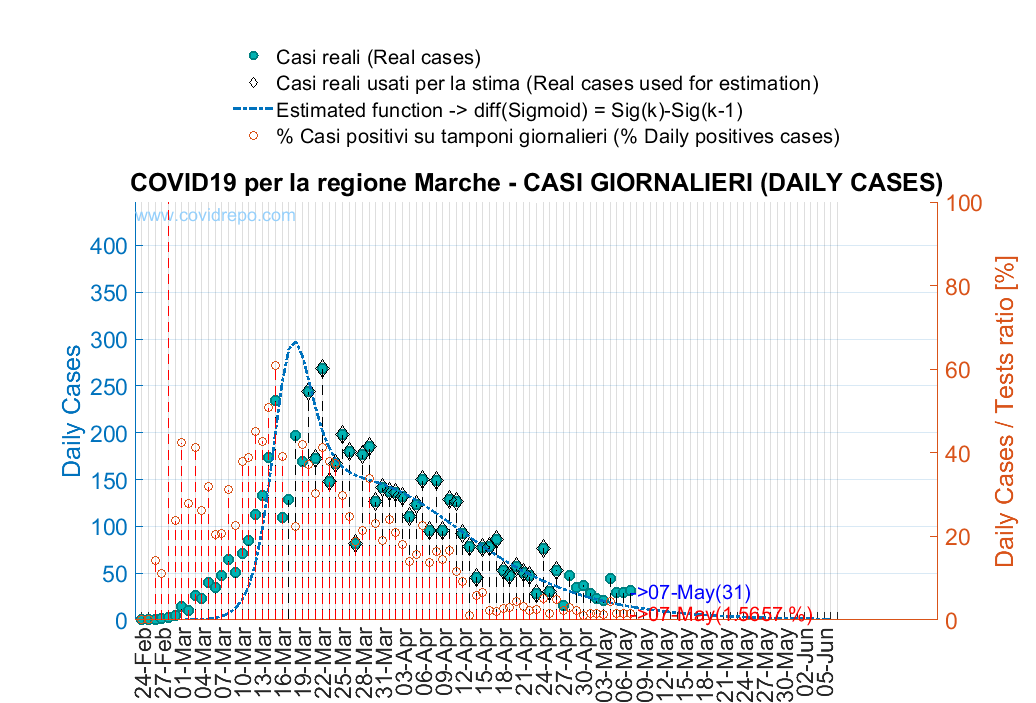 Casi reali (Real cases)
Casi reali usati per la stima (Real cases used for estimation)
Estimated function -> diff(Sigmoid) = Sig(k)-Sig(k-1)
% Casi positivi su tamponi giornalieri (% Daily positives cases)
COVID19 per la regione Marche - CASI GIORNALIERI (DAILY CASES)
www.covidrepo.com
Daily Cases
400
350
300
250
200
150
100
50
0
100
80
60
40
20
0
Daily Cases / Tests ratio [%]
>07-May(31)
>07-May(1.5657 %)
24-Feb
27-Feb
01-Mar
04-Mar
07-Mar
10-Mar
13-Mar
16-Mar
19-Mar
22-Mar
25-Mar
28-Mar
31-Mar
03-Apr
06-Apr
09-Apr
12-Apr
15-Apr
18-Apr
21-Apr
24-Apr
27-Apr
30-Apr
03-May
06-May
09-May
12-May
15-May
18-May
21-May
24-May
27-May
30-May
02-Jun
05-Jun